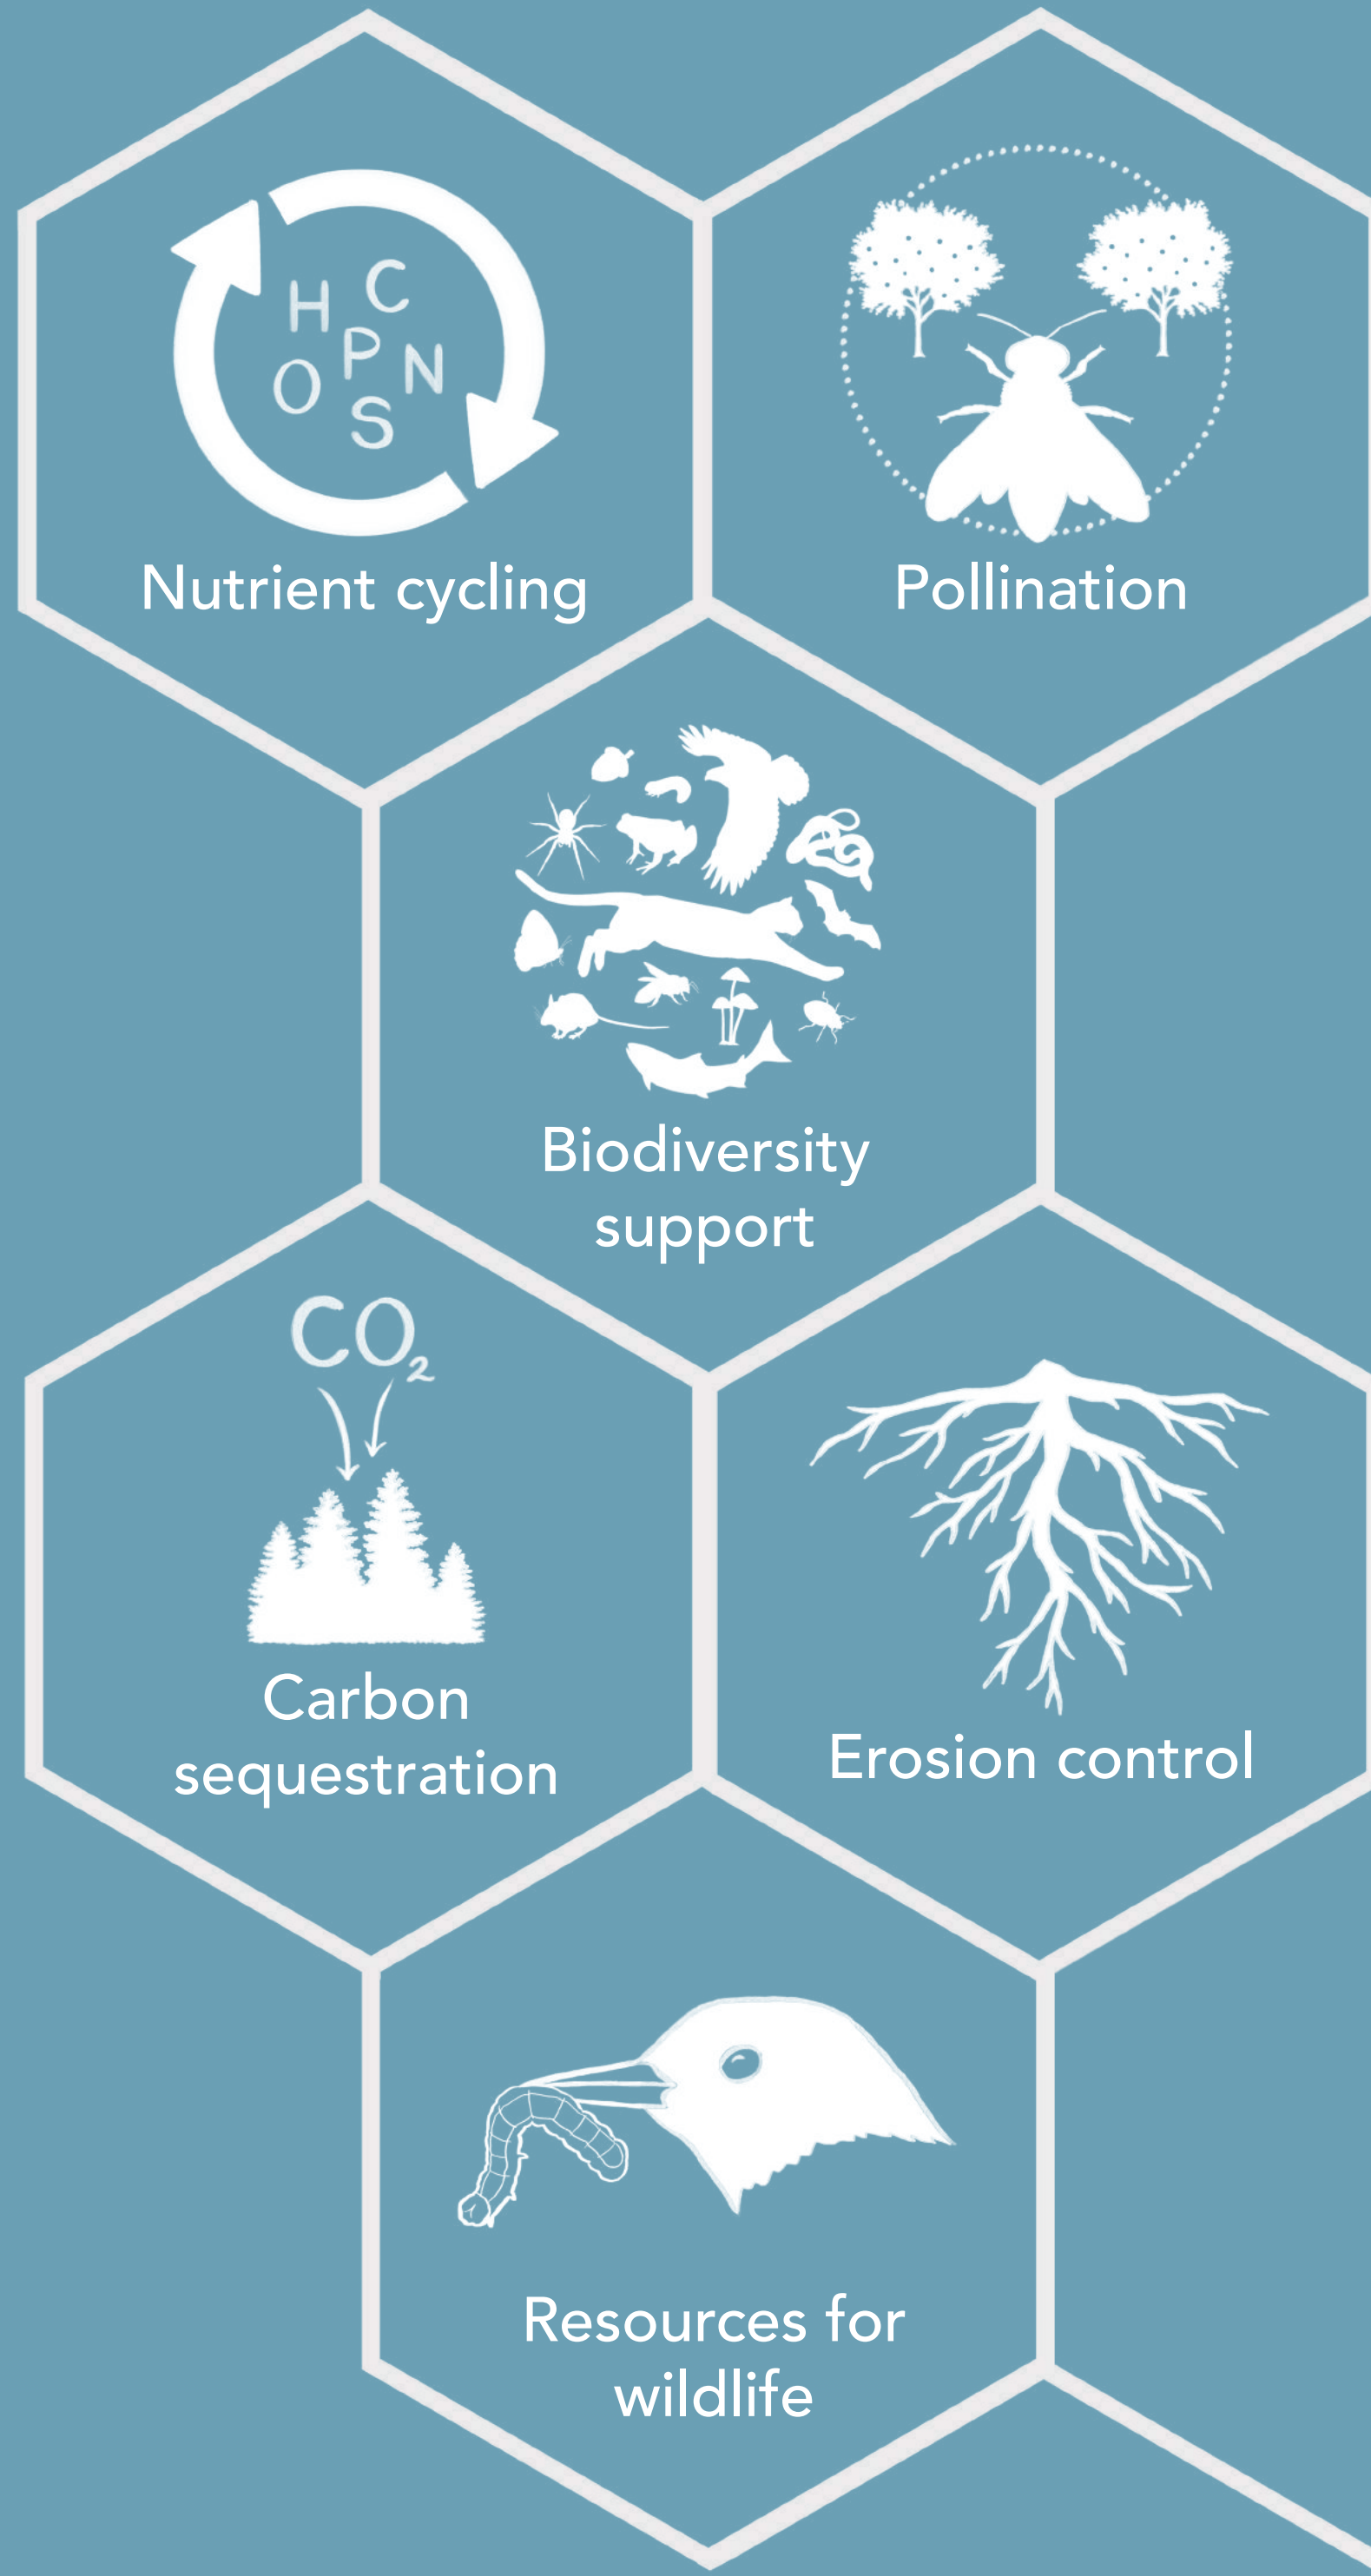 H C
P N
O
S
Nutrient cycling
Pollination
Biodiversity
support
CO₂
Carbon
sequestration
Erosion control
Resources for
wildlife